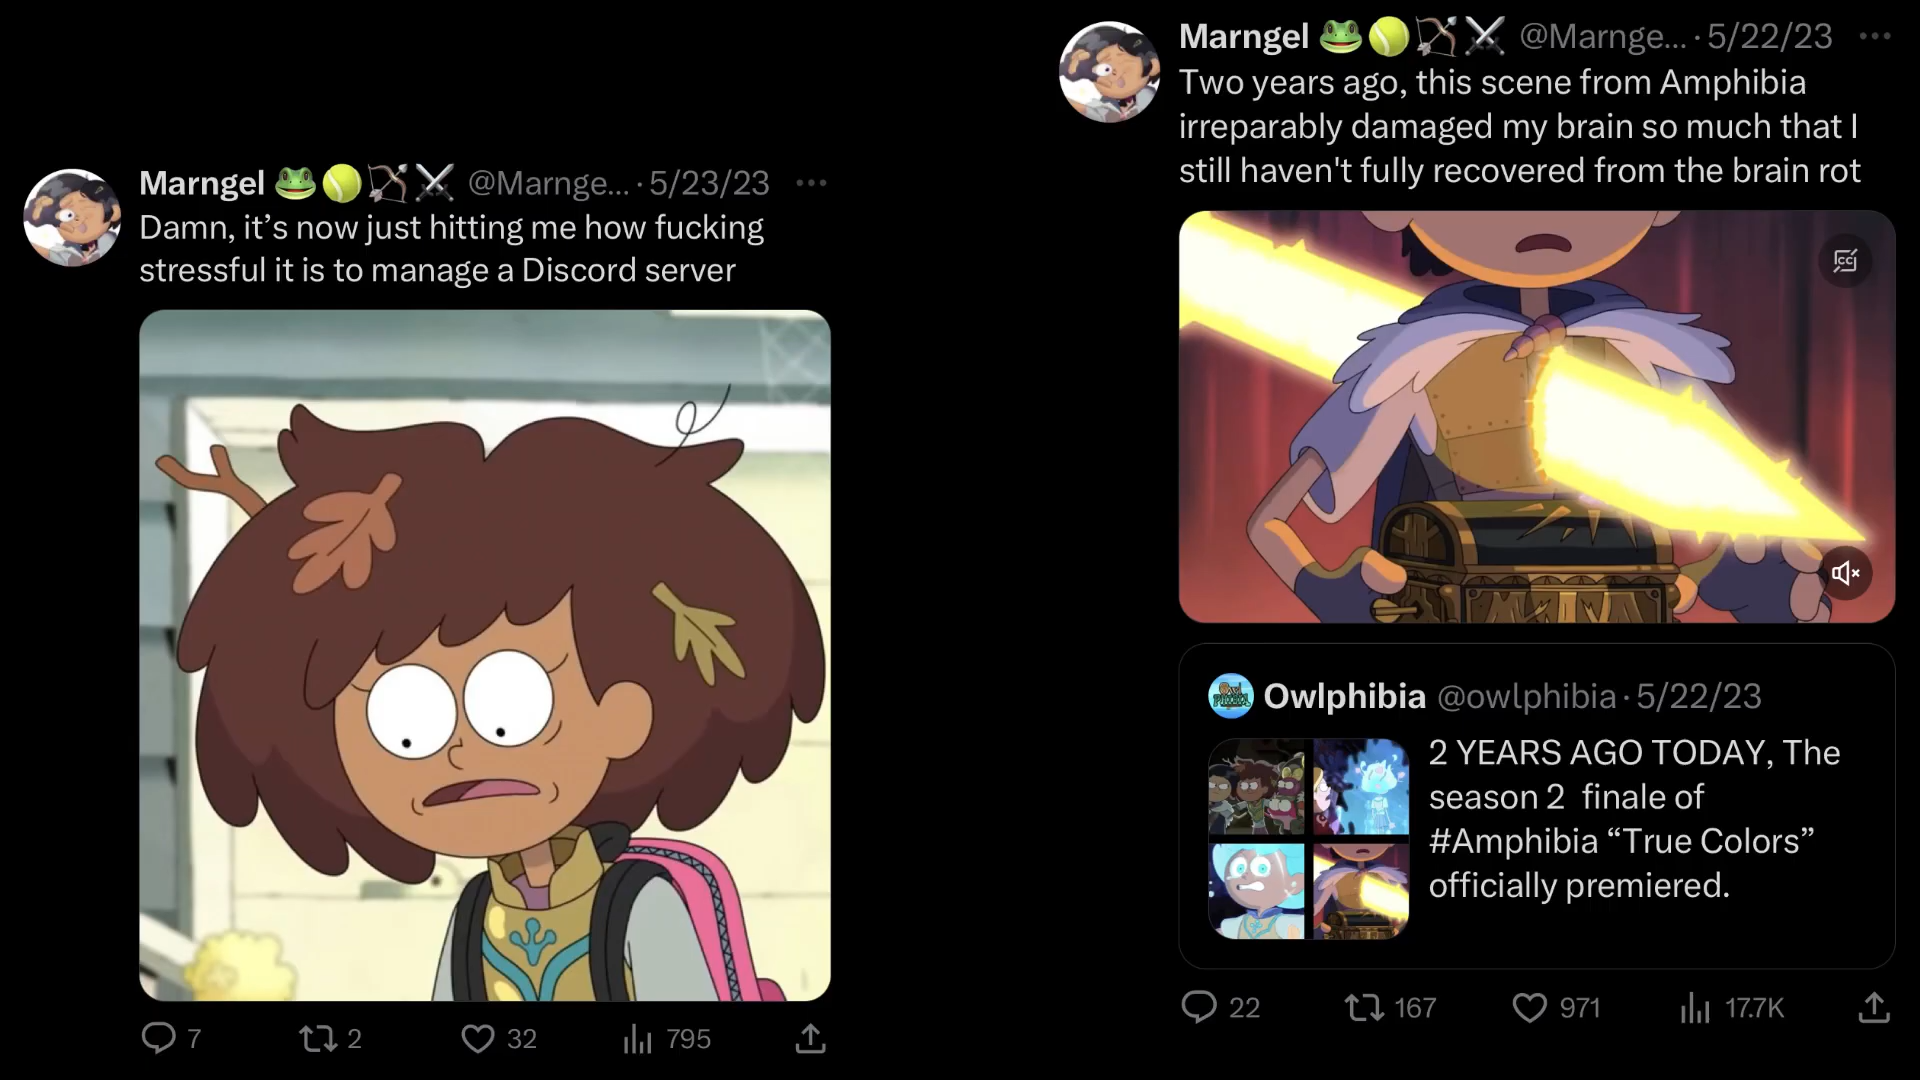 Marngel 🐸🎾🏹⚔️ @Marnge... · 5/23/23
Damn, it’s now just hitting me how fucking
stressful it is to manage a Discord server
7 2 32 795
Marngel 🐸🎾🏹⚔️ @Marnge... · 5/22/23
Two years ago, this scene from Amphibia
irreparably damaged my brain so much that I
still haven't fully recovered from the brain rot
CC
Owlphibia @owlphibia · 5/22/23
2 YEARS AGO TODAY, The
season 2 finale of
#Amphibia “True Colors”
officially premiered.
22 167 971 17.7K